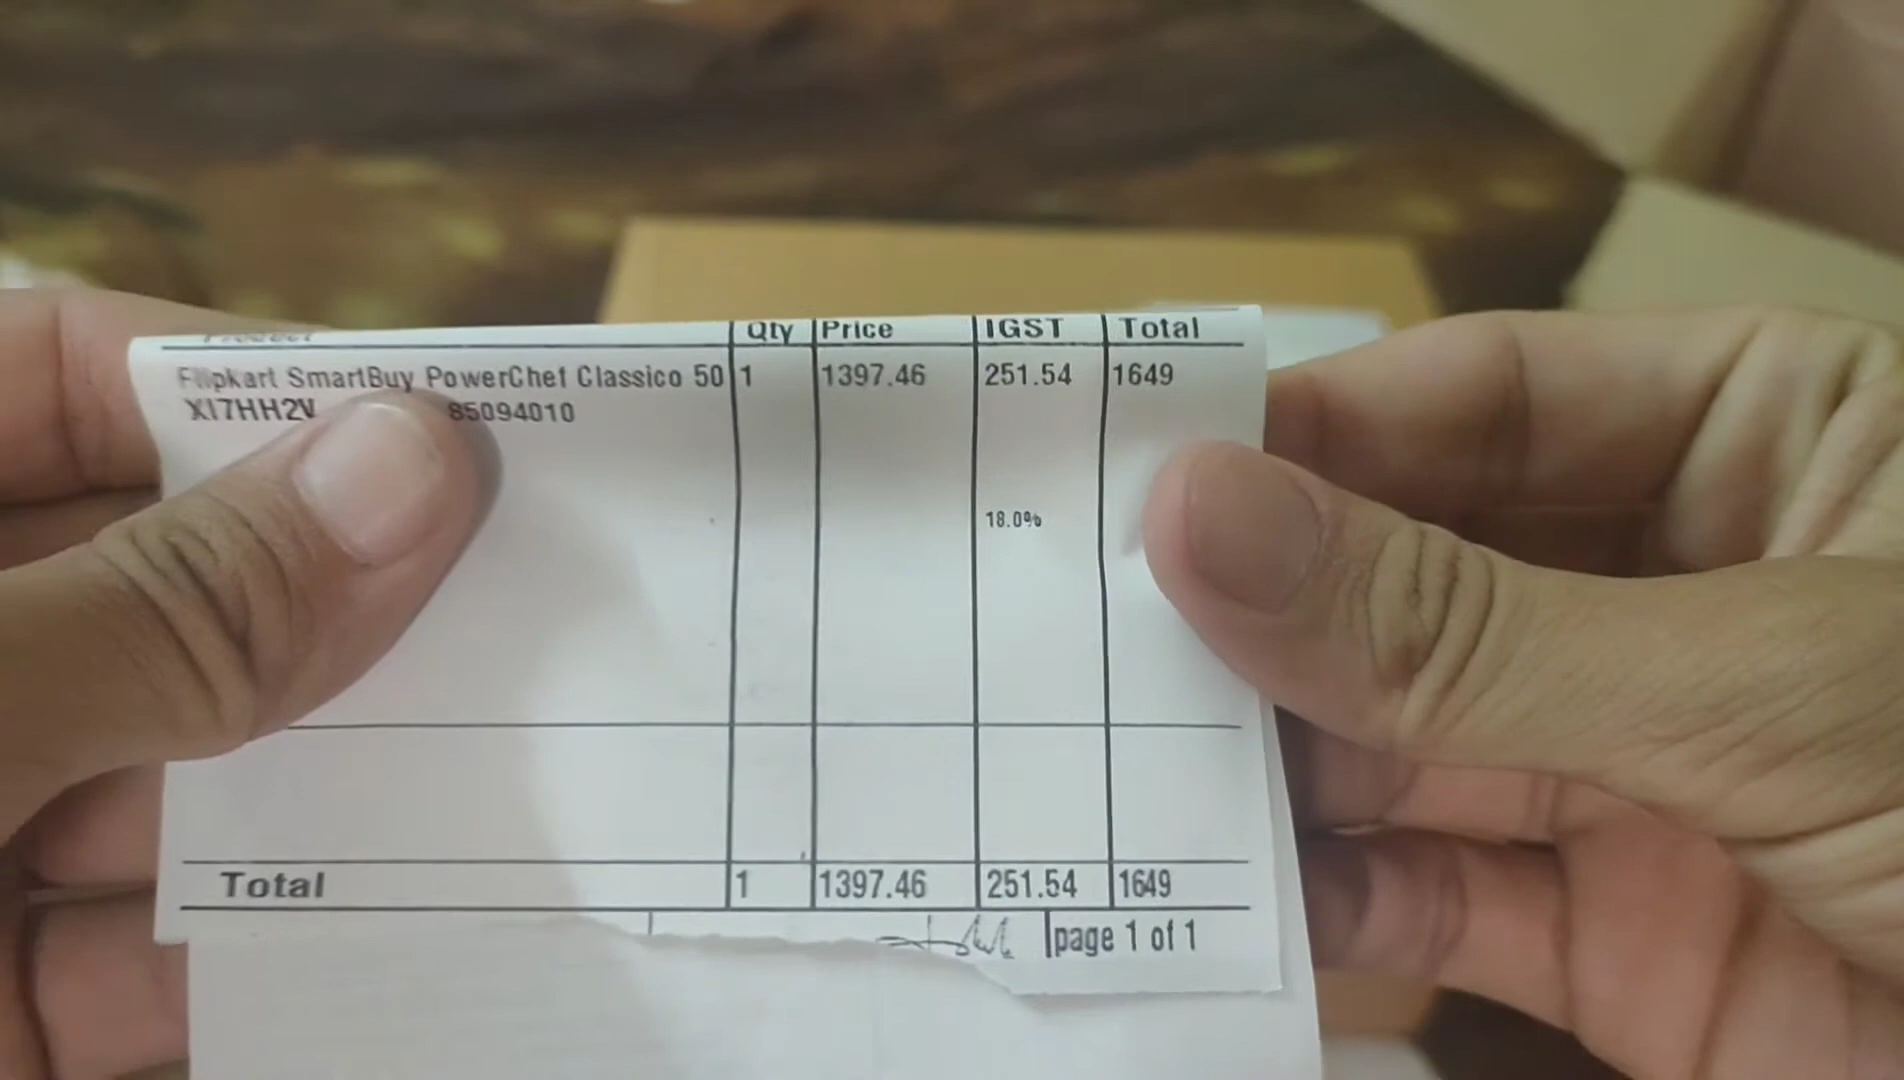 Product Qty Price IGST Total
Flipkart SmartBuy PowerChef Classico 50 1 1397.46 251.54 1649
XI7HH2V 85094010
18.0%
Total 1 1397.46 251.54 1649
page 1 of 1